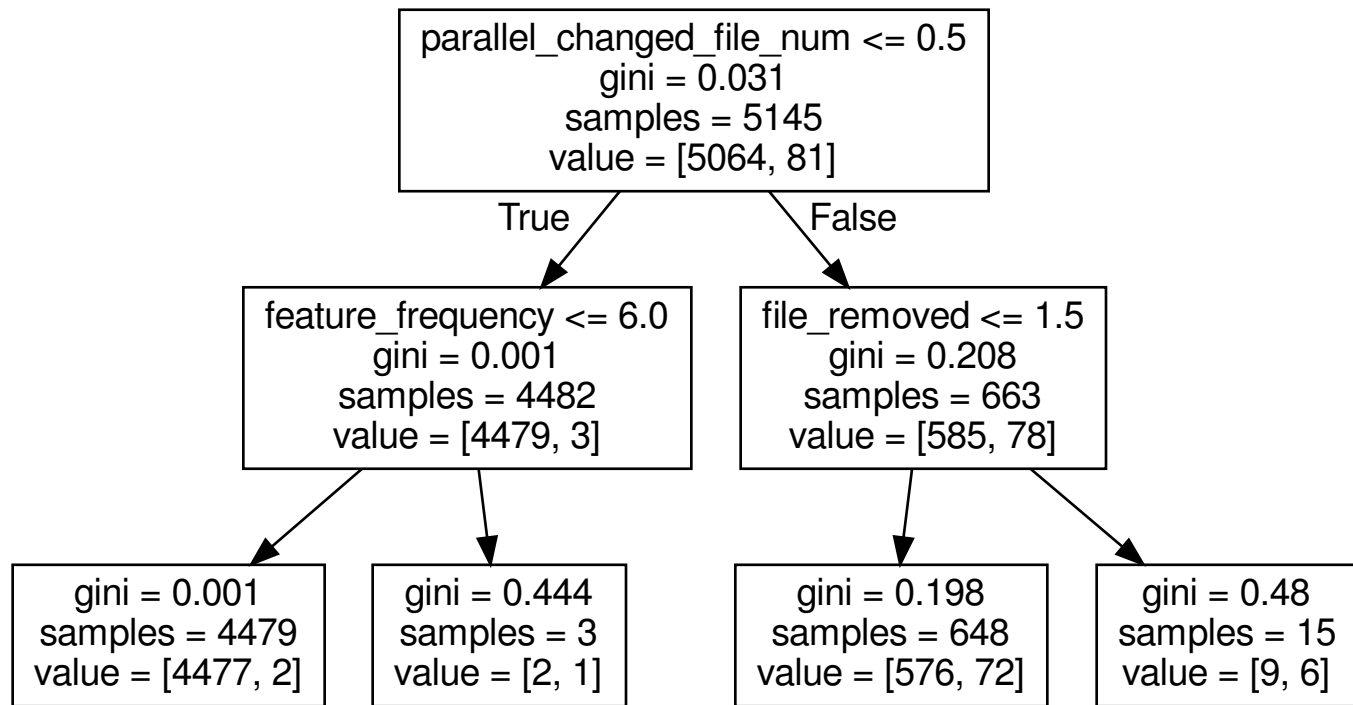 parallel_changed_file_num <= 0.5
gini = 0.031
samples = 5145
value = [5064, 81]
True
False
feature_frequency <= 6.0
gini = 0.001
samples = 4482
value = [4479, 3]
file_removed <= 1.5
gini = 0.208
samples = 663
value = [585, 78]
gini = 0.001
samples = 4479
value = [4477, 2]
gini = 0.444
samples = 3
value = [2, 1]
gini = 0.198
samples = 648
value = [576, 72]
gini = 0.48
samples = 15
value = [9, 6]